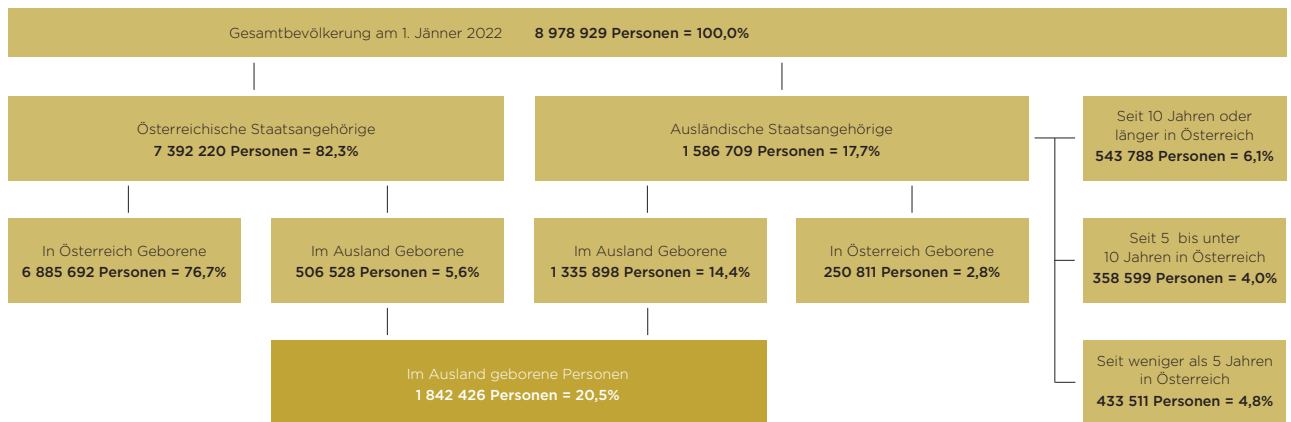 Gesamtbevölkerung am 1. Jänner 2022 8 978 929 Personen = 100,0%
Österreichische Staatsangehörige
7 392 220 Personen = 82,3%
Ausländische Staatsangehörige
1 586 709 Personen = 17,7%
Seit 10 Jahren oder
länger in Österreich
543 788 Personen = 6,1%
In Österreich Geborene
6 885 692 Personen = 76,7%
Im Ausland Geborene
506 528 Personen = 5,6%
Im Ausland Geborene
1 335 898 Personen = 14,4%
In Österreich Geborene
250 811 Personen = 2,8%
Seit 5 bis unter
10 Jahren in Österreich
358 599 Personen = 4,0%
Im Ausland geborene Personen
1 842 426 Personen = 20,5%
Seit weniger als 5 Jahren
in Österreich
433 511 Personen = 4,8%